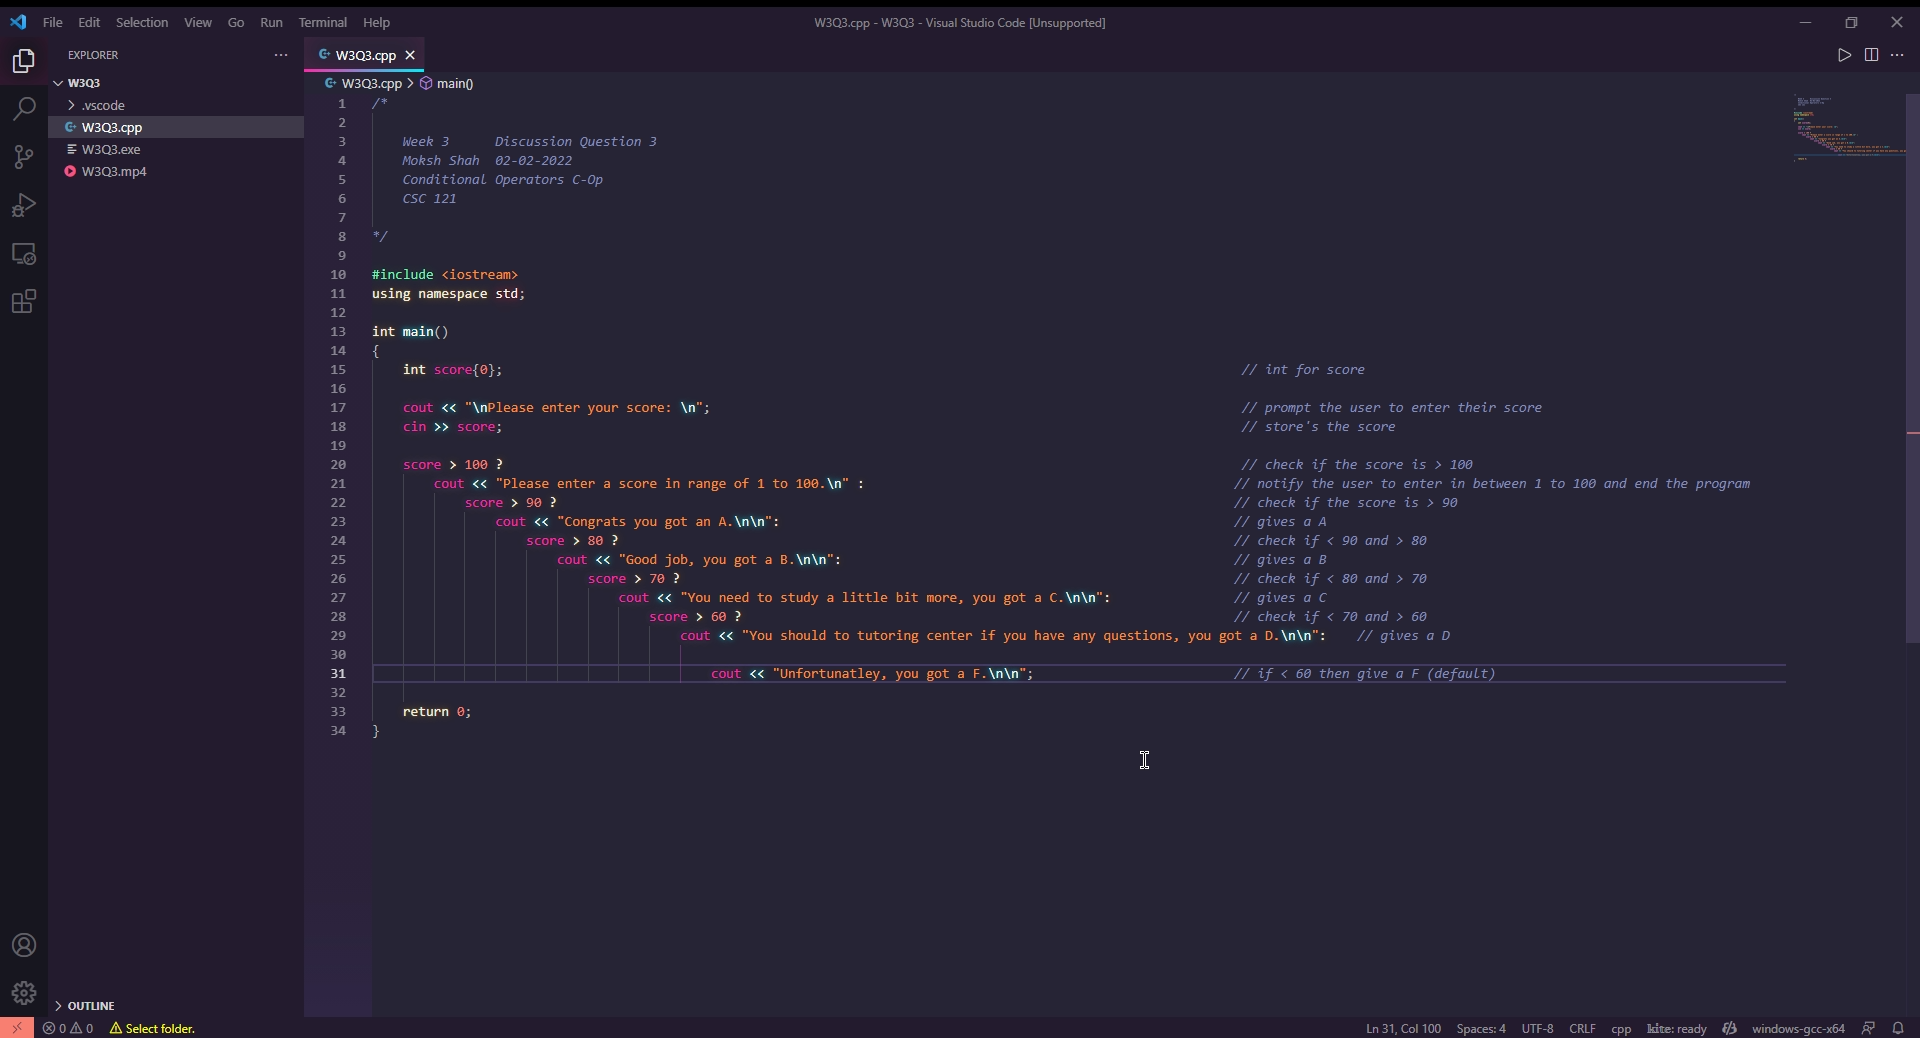 File Edit Selection View Go Run Terminal Help
W3Q3.cpp - W3Q3 - Visual Studio Code [Unsupported]
EXPLORER
W3Q3.cpp
W3Q3
.vscode
W3Q3.cpp
W3Q3.exe
W3Q3.mp4
OUTLINE
W3Q3.cpp > main()
1 /*
2
3 Week 3 Discussion Question 3
4 Moksh Shah 02-02-2022
5 Conditional Operators C-Op
6 CSC 121
7
8 */
9
10 #include <iostream>
11 using namespace std;
12
13 int main()
14 {
15 int score{0}; // int for score
16
17 cout << "\nPlease enter your score: \n"; // prompt the user to enter their score
18 cin >> score; // store's the score
19
20 score > 100 ? // check if the score is > 100
21 cout << "Please enter a score in range of 1 to 100.\n" : // notify the user to enter in between 1 to 100 and end the program
22 score > 90 ? // check if the score is > 90
23 cout << "Congrats you got an A.\n\n": // gives a A
24 score > 80 ? // check if < 90 and > 80
25 cout << "Good job, you got a B.\n\n": // gives a B
26 score > 70 ? // check if < 80 and > 70
27 cout << "You need to study a little bit more, you got a C.\n\n": // gives a C
28 score > 60 ? // check if < 70 and > 60
29 cout << "You should to tutoring center if you have any questions, you got a D.\n\n": // gives a D
30
31 cout << "Unfortunatley, you got a F.\n\n"; // if < 60 then give a F (default)
32
33 return 0;
34 }
0 0 Select folder.
Ln 31, Col 100 Spaces: 4 UTF-8 CRLF cpp kite: ready windows-gcc-x64